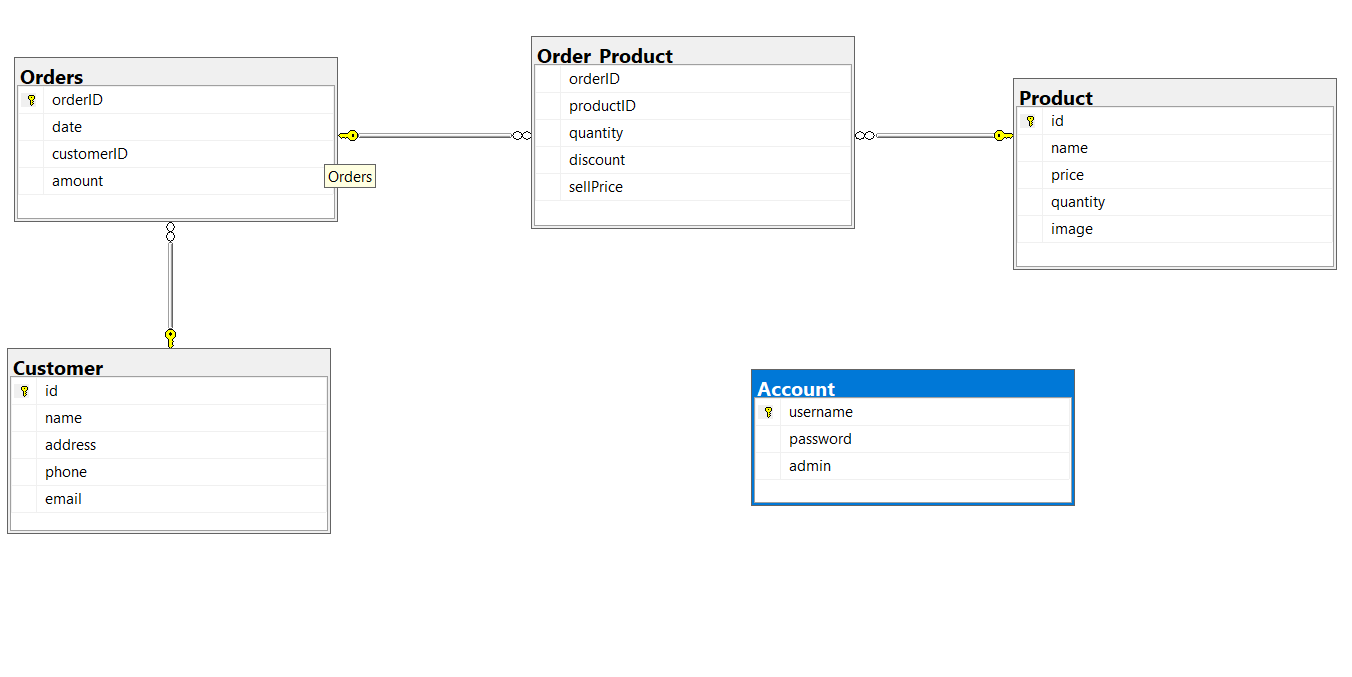 Orders
orderID
date
customerID
amount
Orders
Order_Product
orderID
productID
quantity
discount
sellPrice
Product
id
name
price
quantity
image
Customer
id
name
address
phone
email
Account
username
password
admin